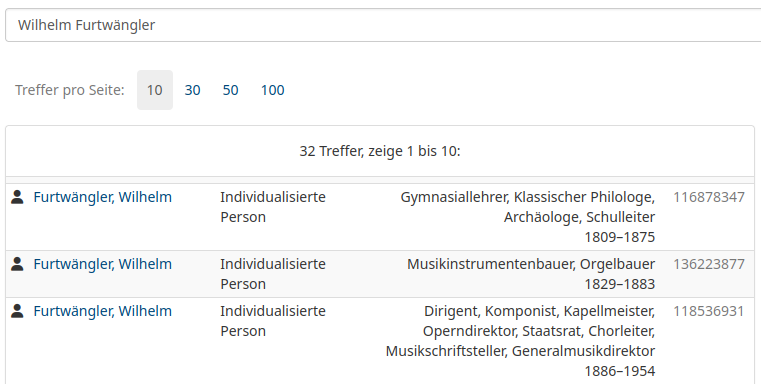 Wilhelm Furtwängler
Treffer pro Seite: 10 30 50 100
32 Treffer, zeige 1 bis 10:
Furtwängler, Wilhelm Individualisierte Gymnasiallehrer, Klassischer Philologe, 116878347
Person Archäologe, Schulleiter
1809–1875
Furtwängler, Wilhelm Individualisierte Musikinstrumentenbauer, Orgelbauer 136223877
Person 1829–1883
Furtwängler, Wilhelm Individualisierte Dirigent, Komponist, Kapellmeister, 118536931
Person Operndirektor, Staatsrat, Chorleiter,
Musikschriftsteller, Generalmusikdirektor
1886–1954